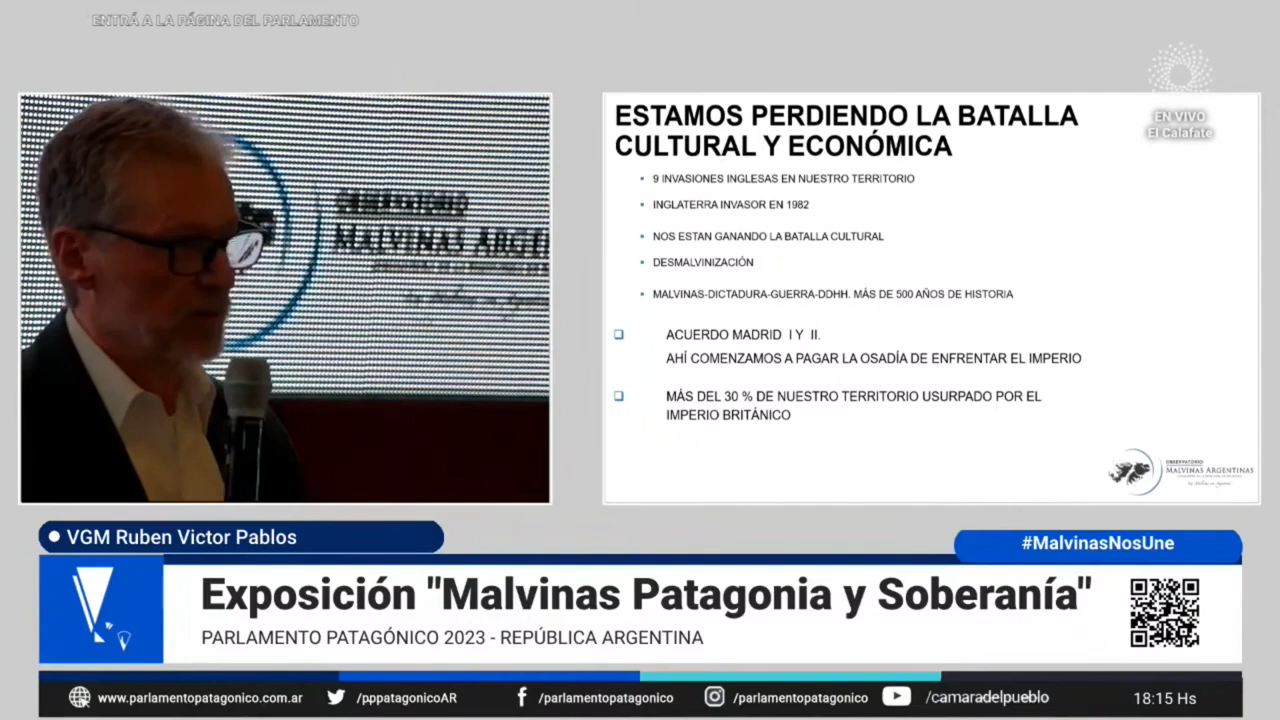 ENTRÁ A LA PÁGINA DEL PARLAMENTO
EN VIVO
El Calafate
MALVINAS ARGENT
ESTAMOS PERDIENDO LA BATALLA
CULTURAL Y ECONÓMICA
9 INVASIONES INGLESAS EN NUESTRO TERRITORIO
INGLATERRA INVASOR EN 1982
NOS ESTAN GANANDO LA BATALLA CULTURAL
DESMALVINIZACIÓN
MALVINAS-DICTADURA-GUERRA-DDHH. MÁS DE 500 AÑOS DE HISTORIA
ACUERDO MADRID I Y II.
AHÍ COMENZAMOS A PAGAR LA OSADÍA DE ENFRENTAR EL IMPERIO
MÁS DEL 30 % DE NUESTRO TERRITORIO USURPADO POR EL
IMPERIO BRITÁNICO
OBSERVATORIO
MALVINAS ARGENTINAS
VGM Ruben Victor Pablos
#MalvinasNosUne
Exposición "Malvinas Patagonia y Soberanía"
PARLAMENTO PATAGÓNICO 2023 - REPÚBLICA ARGENTINA
www.parlamentopatagonico.com.ar
/pppatagonicoAR
/parlamentopatagonico
/parlamentopatagonico
/camaradelpueblo
18:15 Hs